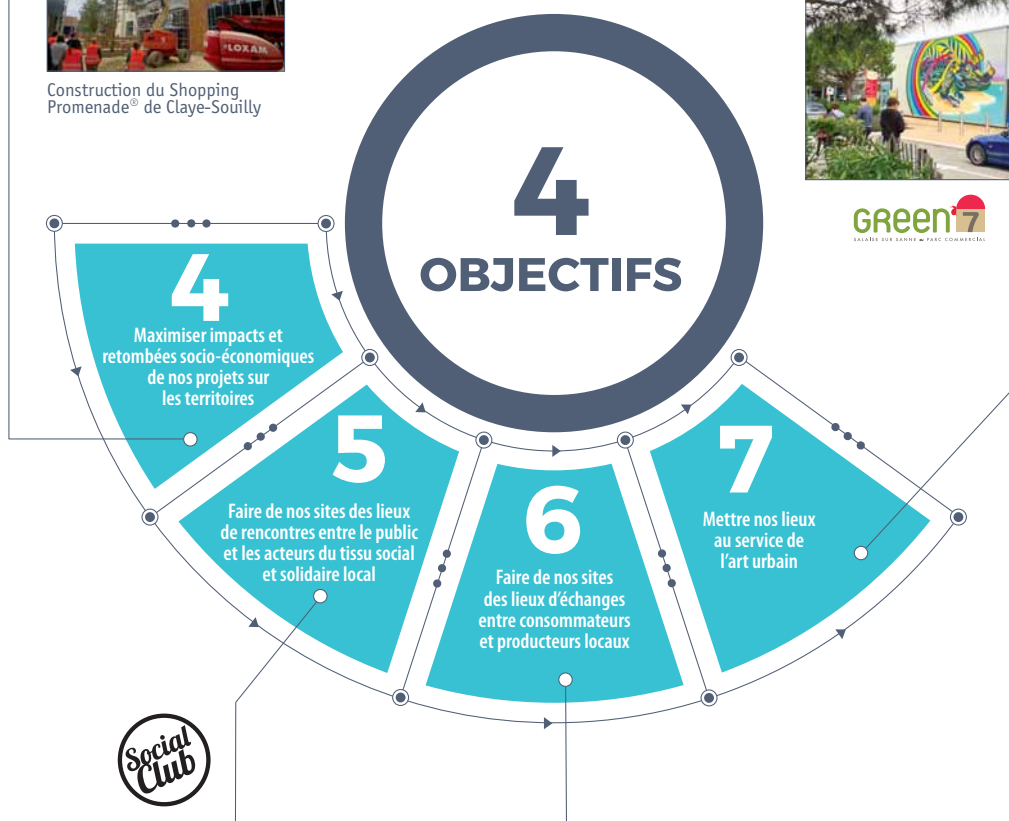 LOXAM
Construction du Shopping
Promenade® de Claye-Souilly
GREEN 7
SALAISE SUR SANNE PARC COMMERCIAL
4
OBJECTIFS
4
Maximiser impacts et
retombées socio-économiques
de nos projets sur
les territoires
5
Faire de nos sites des lieux
de rencontres entre le public
et les acteurs du tissu social
et solidaire local
6
Faire de nos sites
des lieux d’échanges
entre consommateurs
et producteurs locaux
7
Mettre nos lieux
au service de
l’art urbain
Social
Club